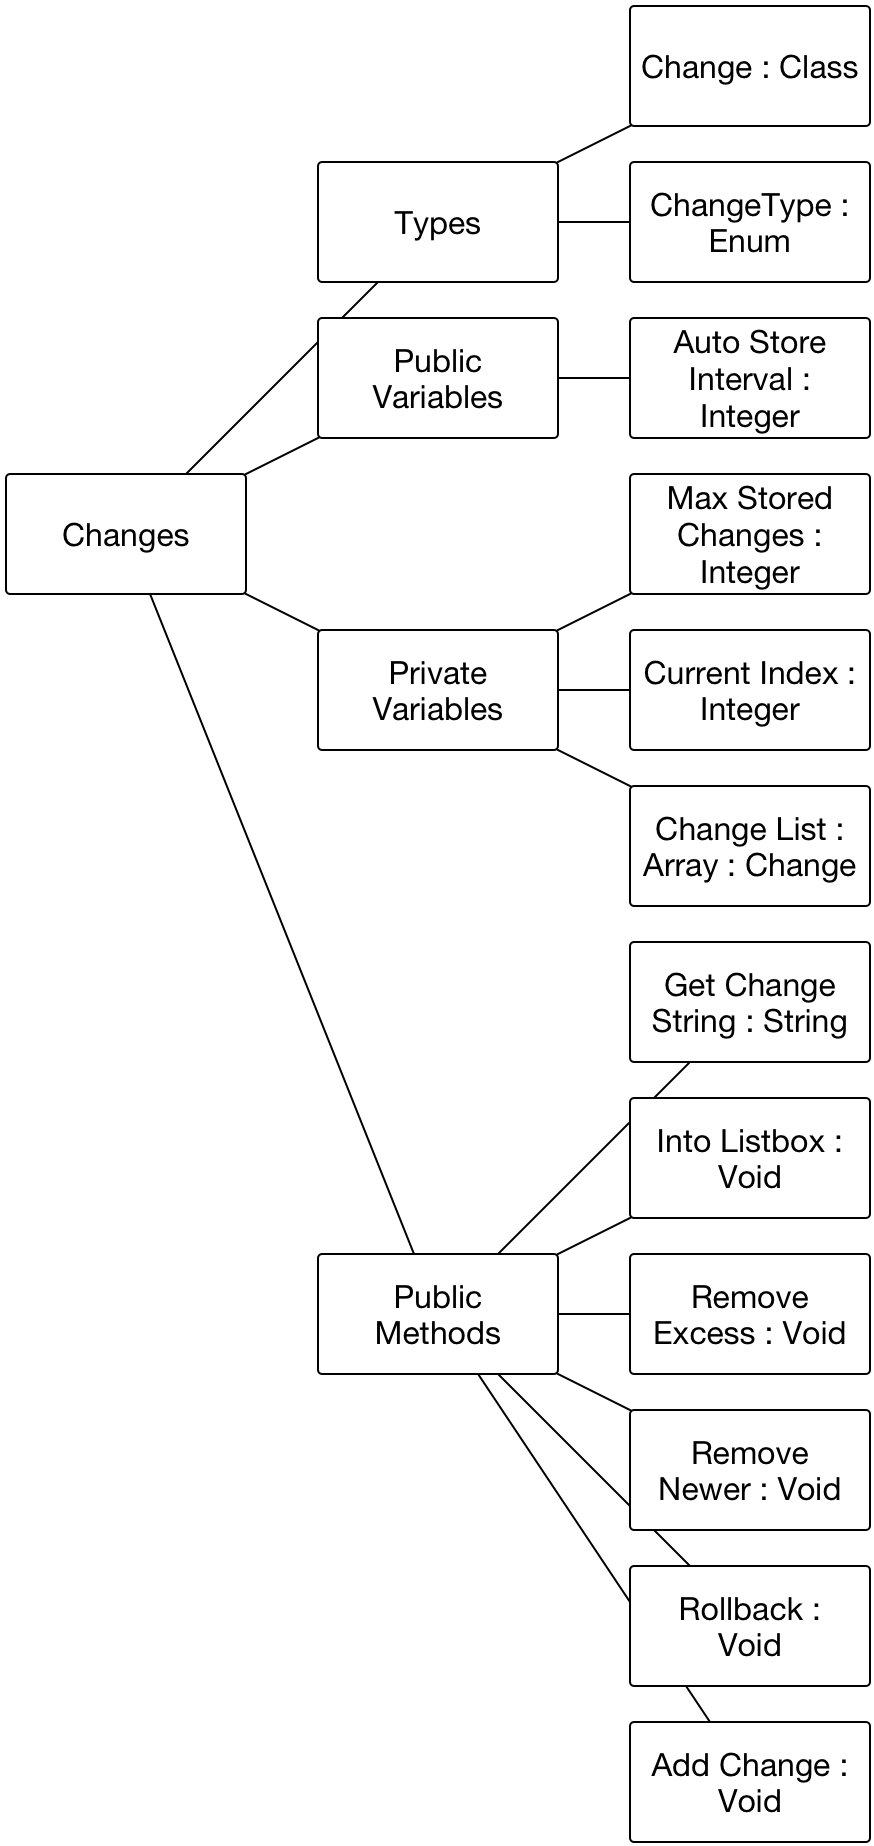 Change : Class
Types
ChangeType :
Enum
Public
Variables
Auto Store
Interval :
Integer
Changes
Max Stored
Changes :
Integer
Private
Variables
Current Index :
Integer
Change List :
Array : Change
Get Change
String : String
Into Listbox :
Void
Public
Methods
Remove
Excess : Void
Remove
Newer : Void
Rollback :
Void
Add Change :
Void